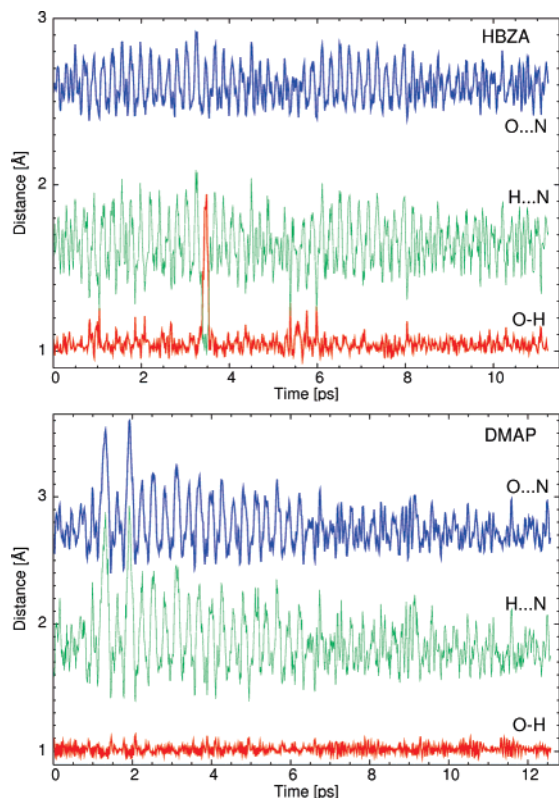 3
HBZA
O...N
Distance [Å]
2
H...N
O-H
1
0 2 4 6 8 10
Time [ps]
DMAP
O...N
3
Distance [Å]
H...N
2
O-H
1
0 2 4 6 8 10 12
Time [ps]